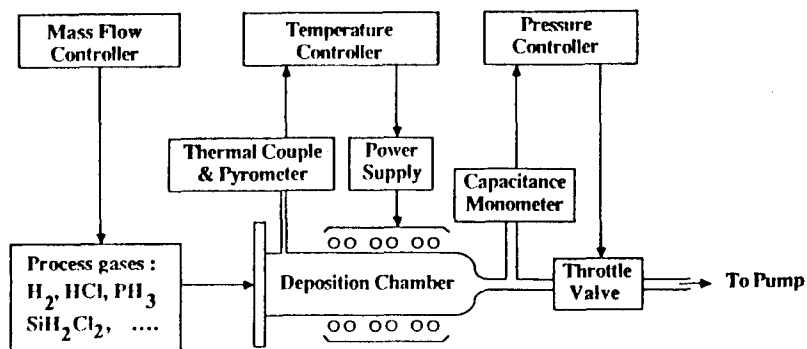 Mass Flow
Controller
Temperature
Controller
Pressure
Controller
Thermal Couple
& Pyrometer
Power
Supply
Capacitance
Monometer
Process gases :
H2, HCl, PH3
SiH2Cl2, ....
Deposition Chamber
Throttle
Valve
To Pump